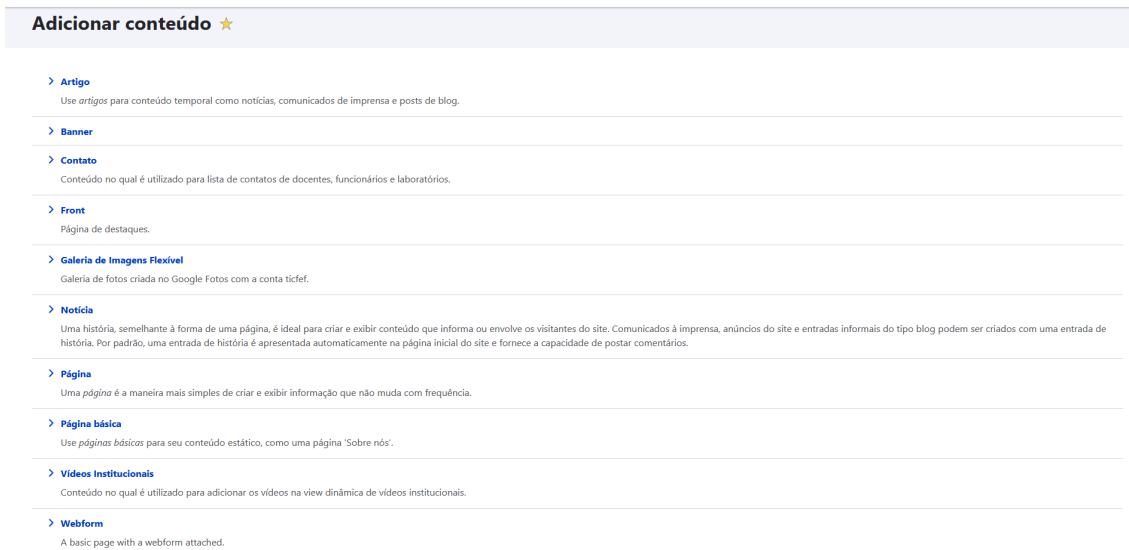 Adicionar conteúdo
Artigo
Use artigos para conteúdo temporal como notícias, comunicados de imprensa e posts de blog.
Banner
Contato
Conteúdo no qual é utilizado para lista de contatos de docentes, funcionários e laboratórios.
Front
Página de destaques.
Galeria de Imagens Flexível
Galeria de fotos criada no Google Fotos com a conta ticfef.
Notícia
Uma história, semelhante à forma de uma página, é ideal para criar e exibir conteúdo que informa ou envolve os visitantes do site. Comunicados à imprensa, anúncios do site e entradas informais do tipo blog podem ser criados com uma entrada de
história. Por padrão, uma entrada de história é apresentada automaticamente na página inicial do site e fornece a capacidade de postar comentários.
Página
Uma página é a maneira mais simples de criar e exibir informação que não muda com frequência.
Página básica
Use páginas básicas para seu conteúdo estático, como uma página 'Sobre nós'.
Vídeos Institucionais
Conteúdo no qual é utilizado para adicionar os vídeos na view dinâmica de vídeos institucionais.
Webform
A basic page with a webform attached.